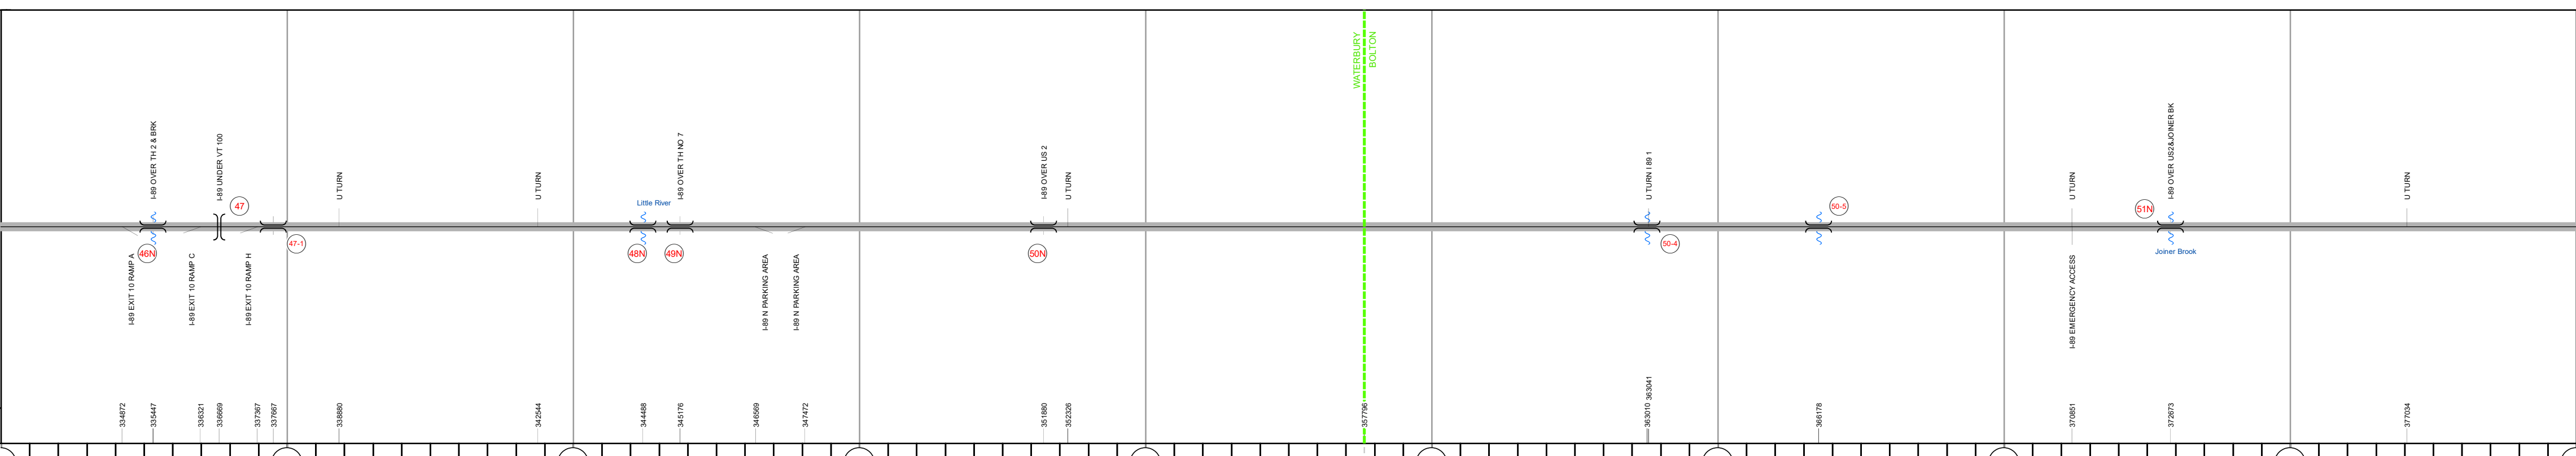 WATERBURY
BOLTON
I-89 OVER TH 2 & BRK
I-89 UNDER VT 100
U TURN
U TURN
I-89 OVER TH NO 7
I-89 OVER US 2
U TURN
U TURN I 89 1
U TURN
I-89 OVER US2&JOINER BK
U TURN
47
Little River
50-5
51N
46N
47-1
48N
49N
50N
50-4
Joiner Brook
I-89 EXIT 10 RAMP A
I-89 EXIT 10 RAMP C
I-89 EXIT 10 RAMP H
I-89 N PARKING AREA
I-89 N PARKING AREA
I-89 EMERGENCY ACCESS
334872
335447
336321
336669
337367
337667
338880
342544
344488
345176
346569
347472
351880
352326
357796
363010
363041
366178
370851
372673
377034